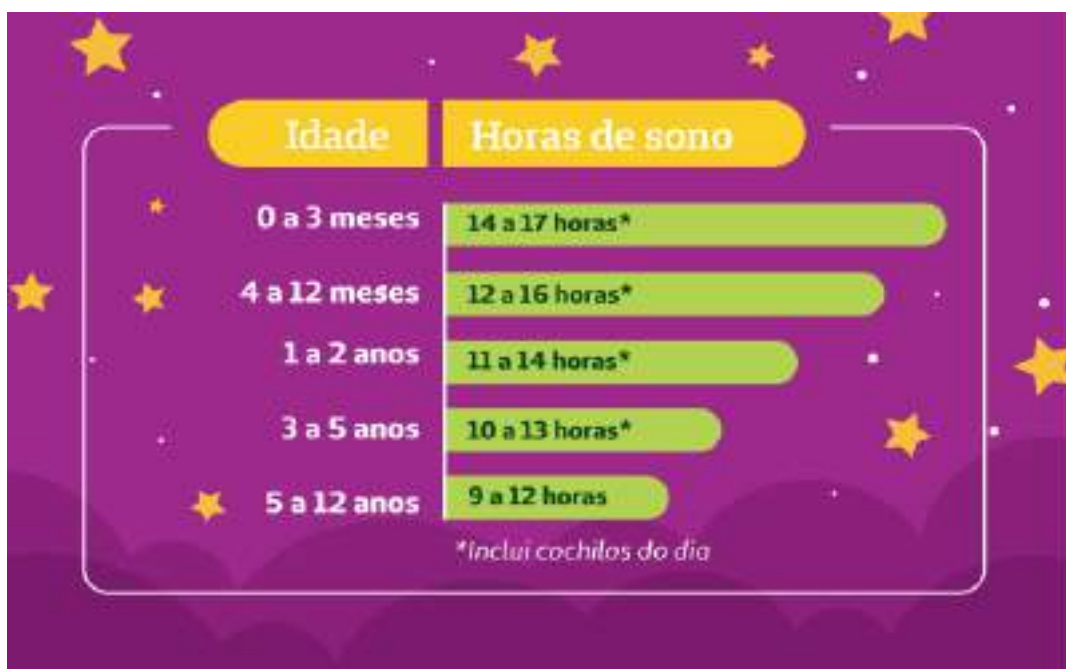 Idade Horas de sono
0 a 3 meses 14 a 17 horas*
4 a 12 meses 12 a 16 horas*
1 a 2 anos 11 a 14 horas*
3 a 5 anos 10 a 13 horas*
5 a 12 anos 9 a 12 horas
*Inclui cochilos do dia